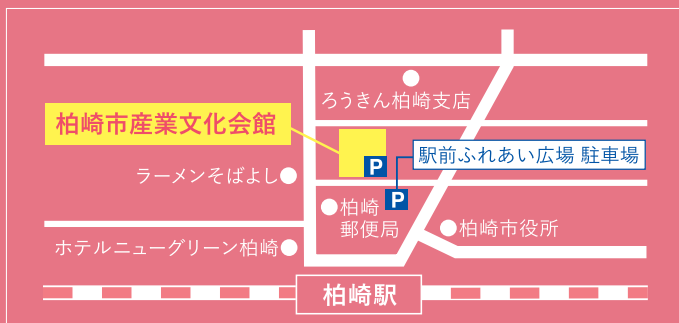 ろうきん柏崎支店
柏崎市産業文化会館
P
駅前ふれあい広場 駐車場
ラーメンそばよし
P
柏崎
郵便局
柏崎市役所
ホテルニューグリーン柏崎
柏崎駅